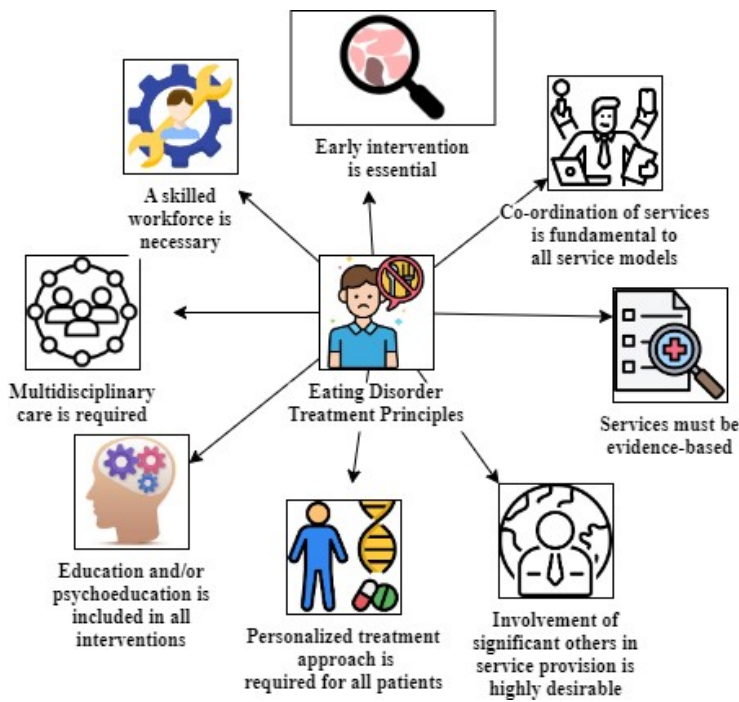 Early intervention
is essential
A skilled
workforce is
necessary
Co-ordination of services
is fundamental to
all service models
Multidisciplinary
care is required
Eating Disorder
Treatment Principles
Services must be
evidence-based
Education and/or
psychoeducation is
included in all
interventions
Personalized treatment
approach is
required for all patients
Involvement of
significant others in
service provision is
highly desirable